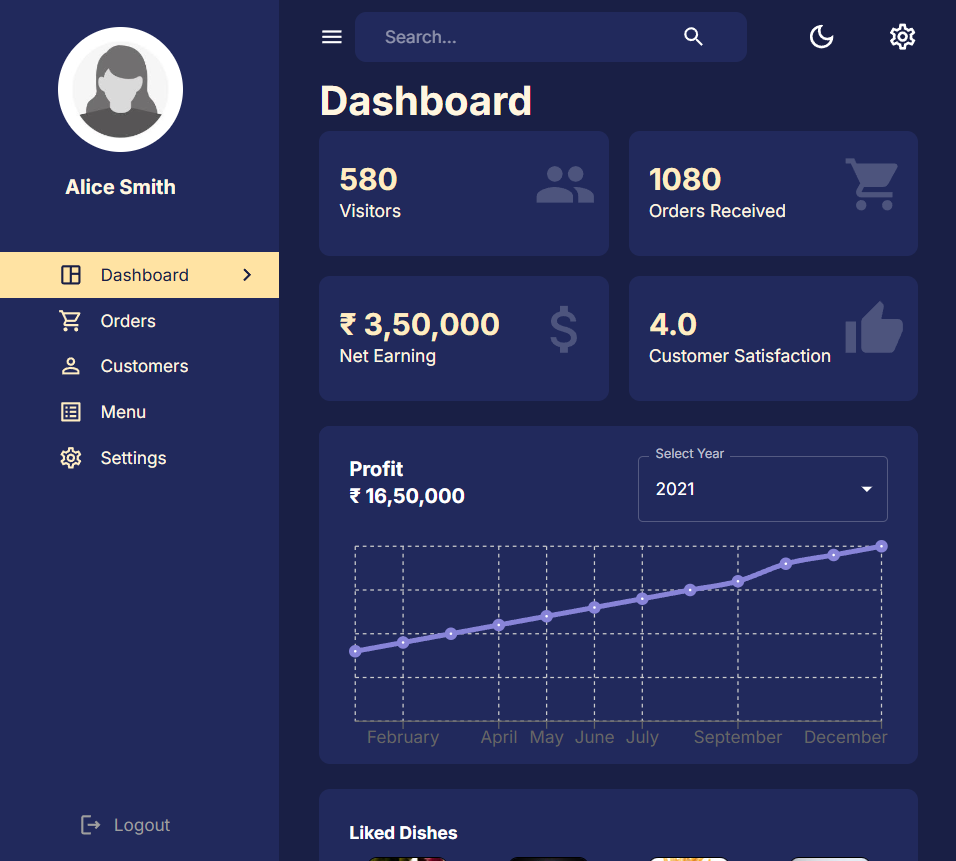 Search...
Alice Smith
Dashboard
Orders
Customers
Menu
Settings
Logout
Dashboard
580
Visitors
1080
Orders Received
₹ 3,50,000
Net Earning
$
4.0
Customer Satisfaction
Profit
₹ 16,50,000
Select Year
2021
February April May June July September December
Liked Dishes